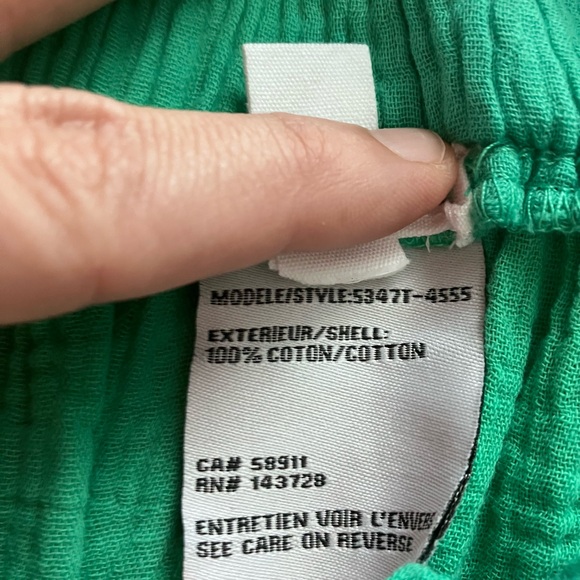 MODELE/STYLE:5347T-4555
EXTERIEUR/SHELL:
100% COTON/COTTON
CA# 58911
RN# 143728
ENTRETIEN VOIR L'ENVERS
SEE CARE ON REVERSE